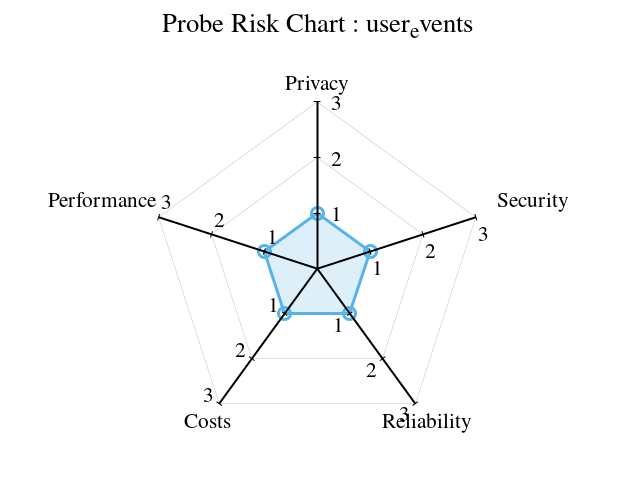 Probe Risk Chart : userₑvents
Privacy
3
2
1
Performance 3
2
1
Security
3
2
1
1
2
3
Costs
1
2
3
Reliability